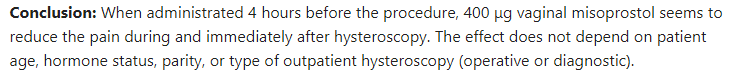 Conclusion: When administrated 4 hours before the procedure, 400 μg vaginal misoprostol seems to
reduce the pain during and immediately after hysteroscopy. The effect does not depend on patient
age, hormone status, parity, or type of outpatient hysteroscopy (operative or diagnostic).